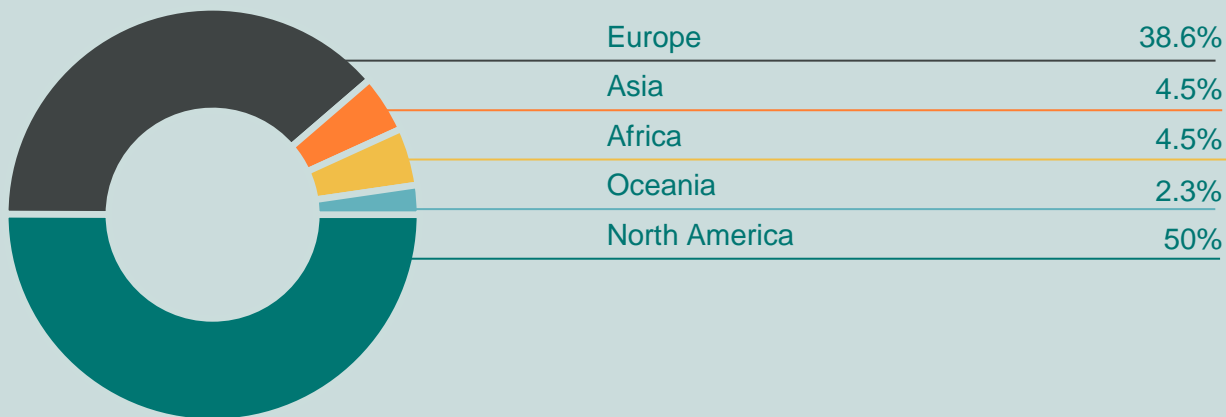 Europe 38.6%
Asia 4.5%
Africa 4.5%
Oceania 2.3%
North America 50%